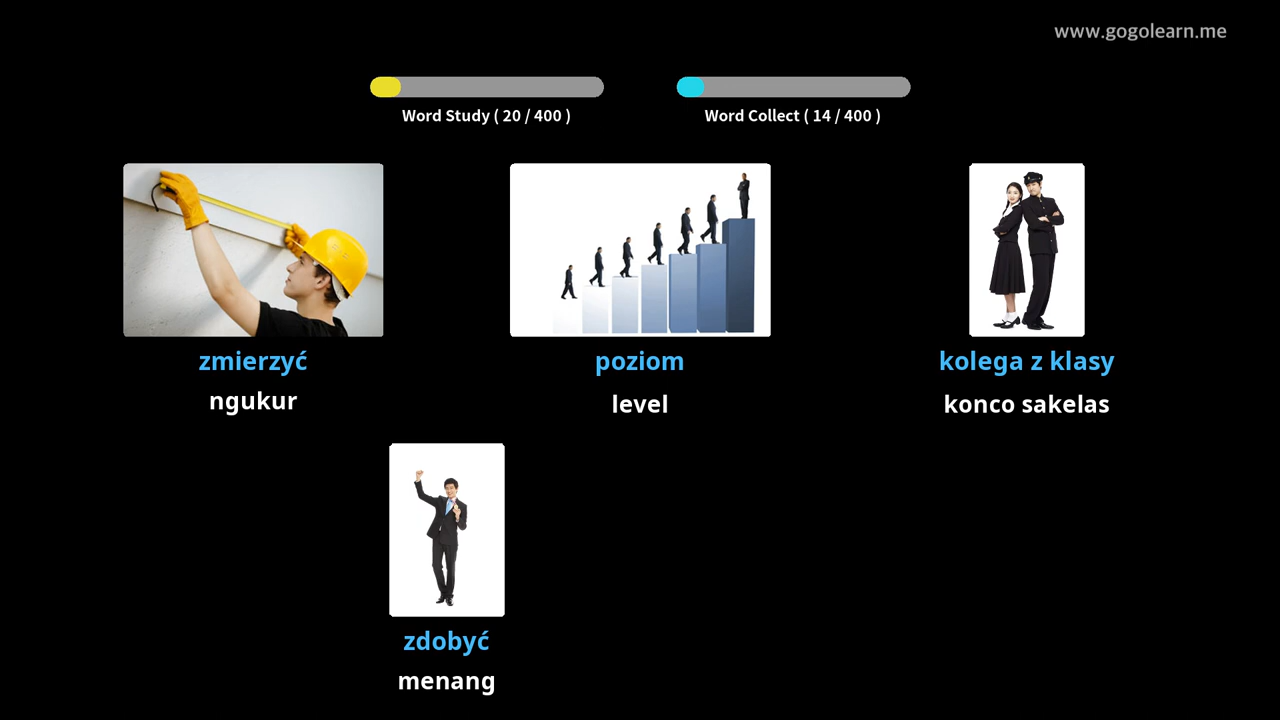 www.gogolearn.me
Word Study ( 20 / 400 )
Word Collect ( 14 / 400 )
zmierzyć
ngukur
poziom
level
kolega z klasy
konco sakelas
zdobyć
menang